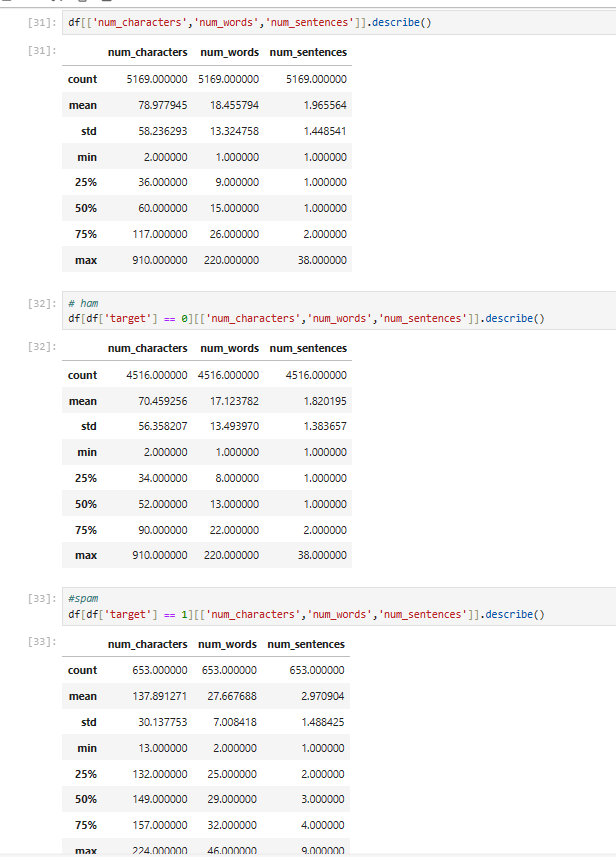 [31]: df[['num_characters','num_words','num_sentences']].describe()
[31]: num_characters num_words num_sentences
count 5169.000000 5169.000000 5169.000000
mean 78.977945 18.455794 1.965564
std 58.236293 13.324758 1.448541
min 2.000000 1.000000 1.000000
25% 36.000000 9.000000 1.000000
50% 60.000000 15.000000 1.000000
75% 117.000000 26.000000 2.000000
max 910.000000 220.000000 38.000000
[32]: # ham
df[df['target'] == 0][['num_characters','num_words','num_sentences']].describe()
[32]: num_characters num_words num_sentences
count 4516.000000 4516.000000 4516.000000
mean 70.459256 17.123782 1.820195
std 56.358207 13.493970 1.383657
min 2.000000 1.000000 1.000000
25% 34.000000 8.000000 1.000000
50% 52.000000 13.000000 1.000000
75% 90.000000 22.000000 2.000000
max 910.000000 220.000000 38.000000
[33]: #spam
df[df['target'] == 1][['num_characters','num_words','num_sentences']].describe()
[33]: num_characters num_words num_sentences
count 653.000000 653.000000 653.000000
mean 137.891271 27.667688 2.970904
std 30.137753 7.008418 1.488425
min 13.000000 2.000000 1.000000
25% 132.000000 25.000000 2.000000
50% 149.000000 29.000000 3.000000
75% 157.000000 32.000000 4.000000
max 224.000000 46.000000 9.000000